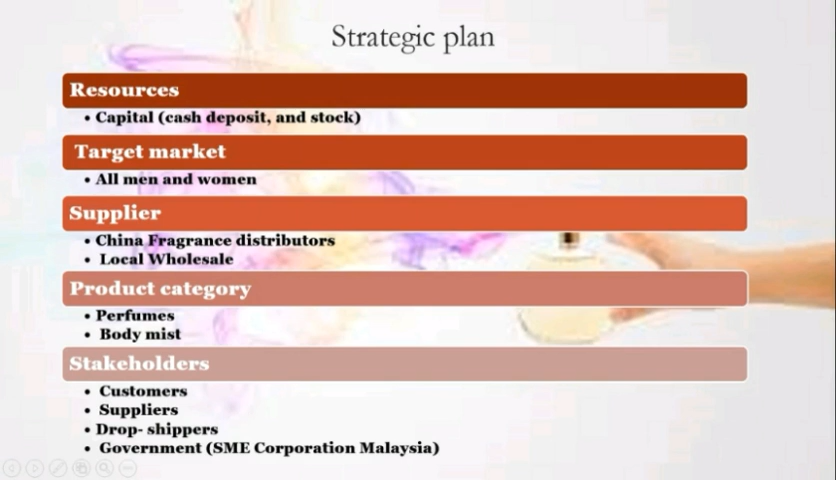 Strategic plan
Resources
• Capital (cash deposit, and stock)
Target market
• All men and women
Supplier
• China Fragrance distributors
• Local Wholesale
Product category
• Perfumes
• Body mist
Stakeholders
• Customers
• Suppliers
• Drop- shippers
• Government (SME Corporation Malaysia)